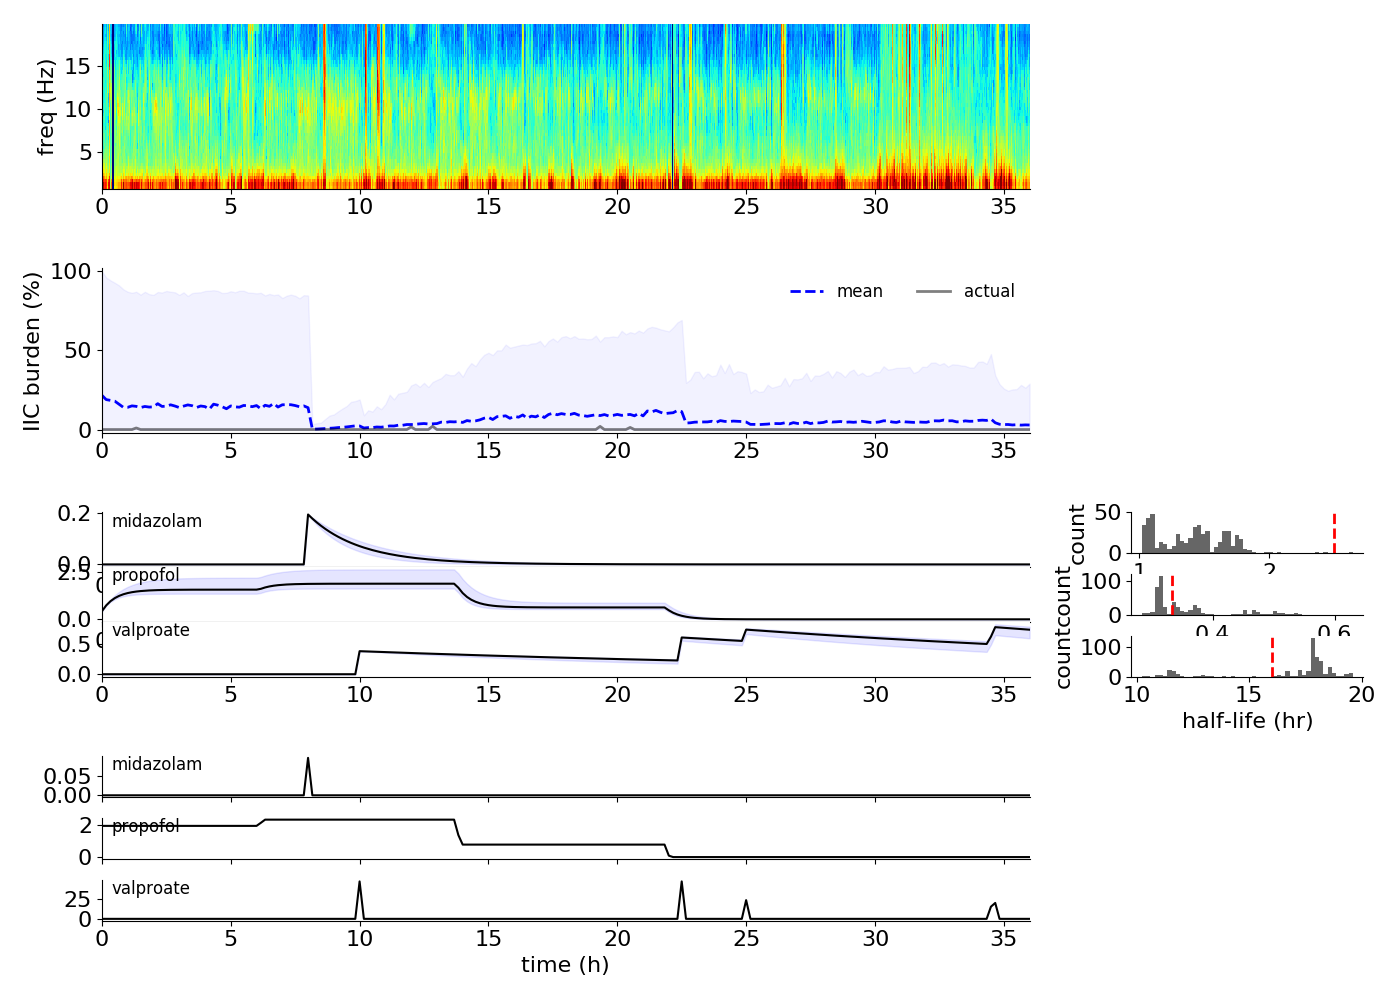 freq (Hz)
15
10
5
0 5 10 15 20 25 30 35
IIC burden (%)
100
50
0
mean actual
0 5 10 15 20 25 30 35
0.2
0.0
midazolam
2.5
0.0
propofol
0.5
0.0
valproate
0 5 10 15 20 25 30 35
count
50
0
1 2
count
100
0
0.4 0.6
count
100
0
10 15 20
half-life (hr)
0.05
0.00
midazolam
2
0
propofol
25
0
valproate
0 5 10 15 20 25 30 35
time (h)